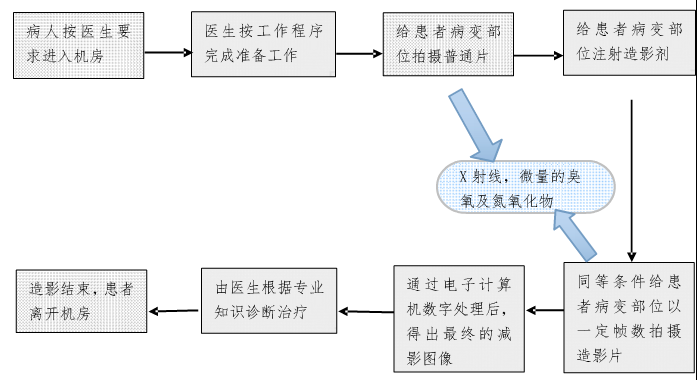 病人按医生要
求进入机房
医生按工作程序
完成准备工作
给患者病变部
位拍摄普通片
给患者病变部
位注射造影剂
X射线，微量的臭
氧及氮氧化物
造影结束，患者
离开机房
由医生根据专业
知识诊断治疗
通过电子计算
机数字处理后，
得出最终的减
影图像
同等条件给患
者病变部位以
一定帧数拍摄
造影片